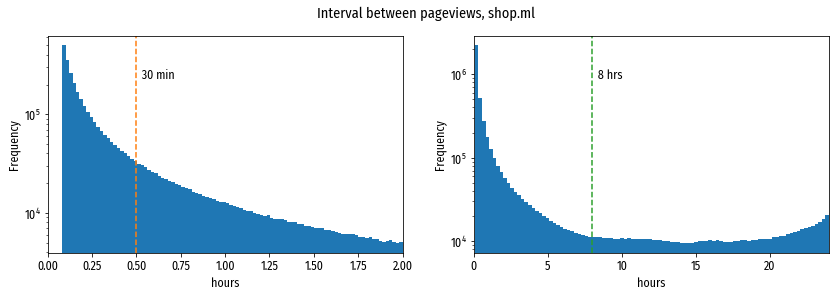 Interval between pageviews, shop.ml
30 min
8 hrs
Frequency
10^5
10^4
0.00 0.25 0.50 0.75 1.00 1.25 1.50 1.75 2.00
hours
Frequency
10^6
10^5
10^4
0 5 10 15 20
hours